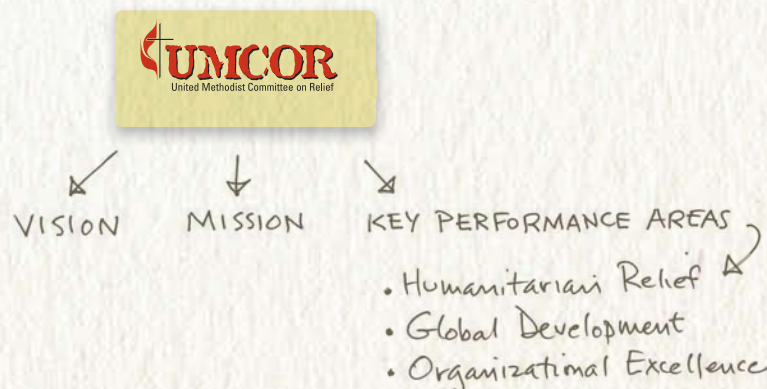 UMCOR
United Methodist Committee on Relief
VISION MISSION KEY PERFORMANCE AREAS
• Humanitarian Relief
• Global Development
• Organizational Excellence